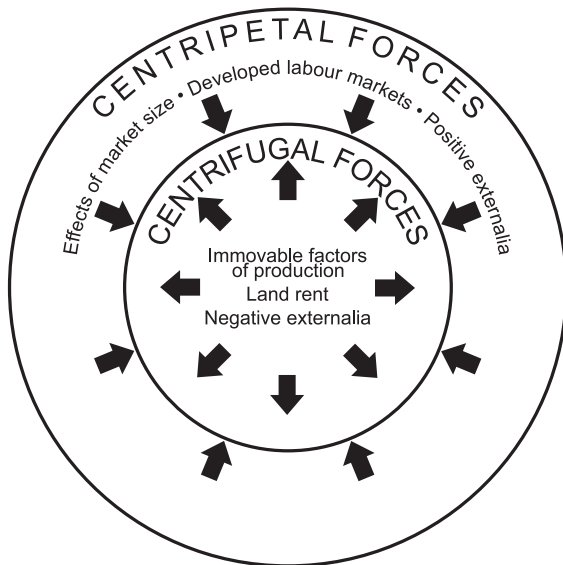 CENTRIPETAL FORCES
Effects of market size • Developed labour markets • Positive externalia
CENTRIFUGAL FORCES
Immovable factors
of production
Land rent
Negative externalia